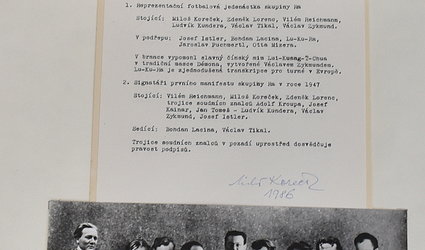 1. Reprezentační fotbalová jedenáctka skupiny Ra
Stojící: Miloš Koreček, Zdeněk Lorenc, Vilém Reichmann,
Ludvík Kundera, Václav Zykmund, Václav Tikal.
V podřepu: Josef Istler, Bohdan Lacina, Lu-Ku-Ra,
Jaroslav Puchmertl, Otta Mizera.
V brance vypomohl slavný čínský mim Lui-Kuang-T-Chua
v tradiční masce Démona, vytvořené Václavem Zykmundem.
Lu-Ku-Ra je zjednodušená transkripce pro turné v Evropě.
2. Signatáři prvního manifestu skupiny Ra v roce 1947
Stojící: Vilém Reichmann, Miloš Koreček, Zdeněk Lorenc,
trojice soudních znalců Adolf Kroupa, Josef
Kainar, Jan Tomeš - Ludvík Kundera, Václav
Zykmund, Josef Istler.
Sedící: Bohdan Lacina, Václav Tikal.
Trojice soudních znalců v pozadí uprostřed dosvědčuje
pravost podpisů.
Miloš Koreček
1986